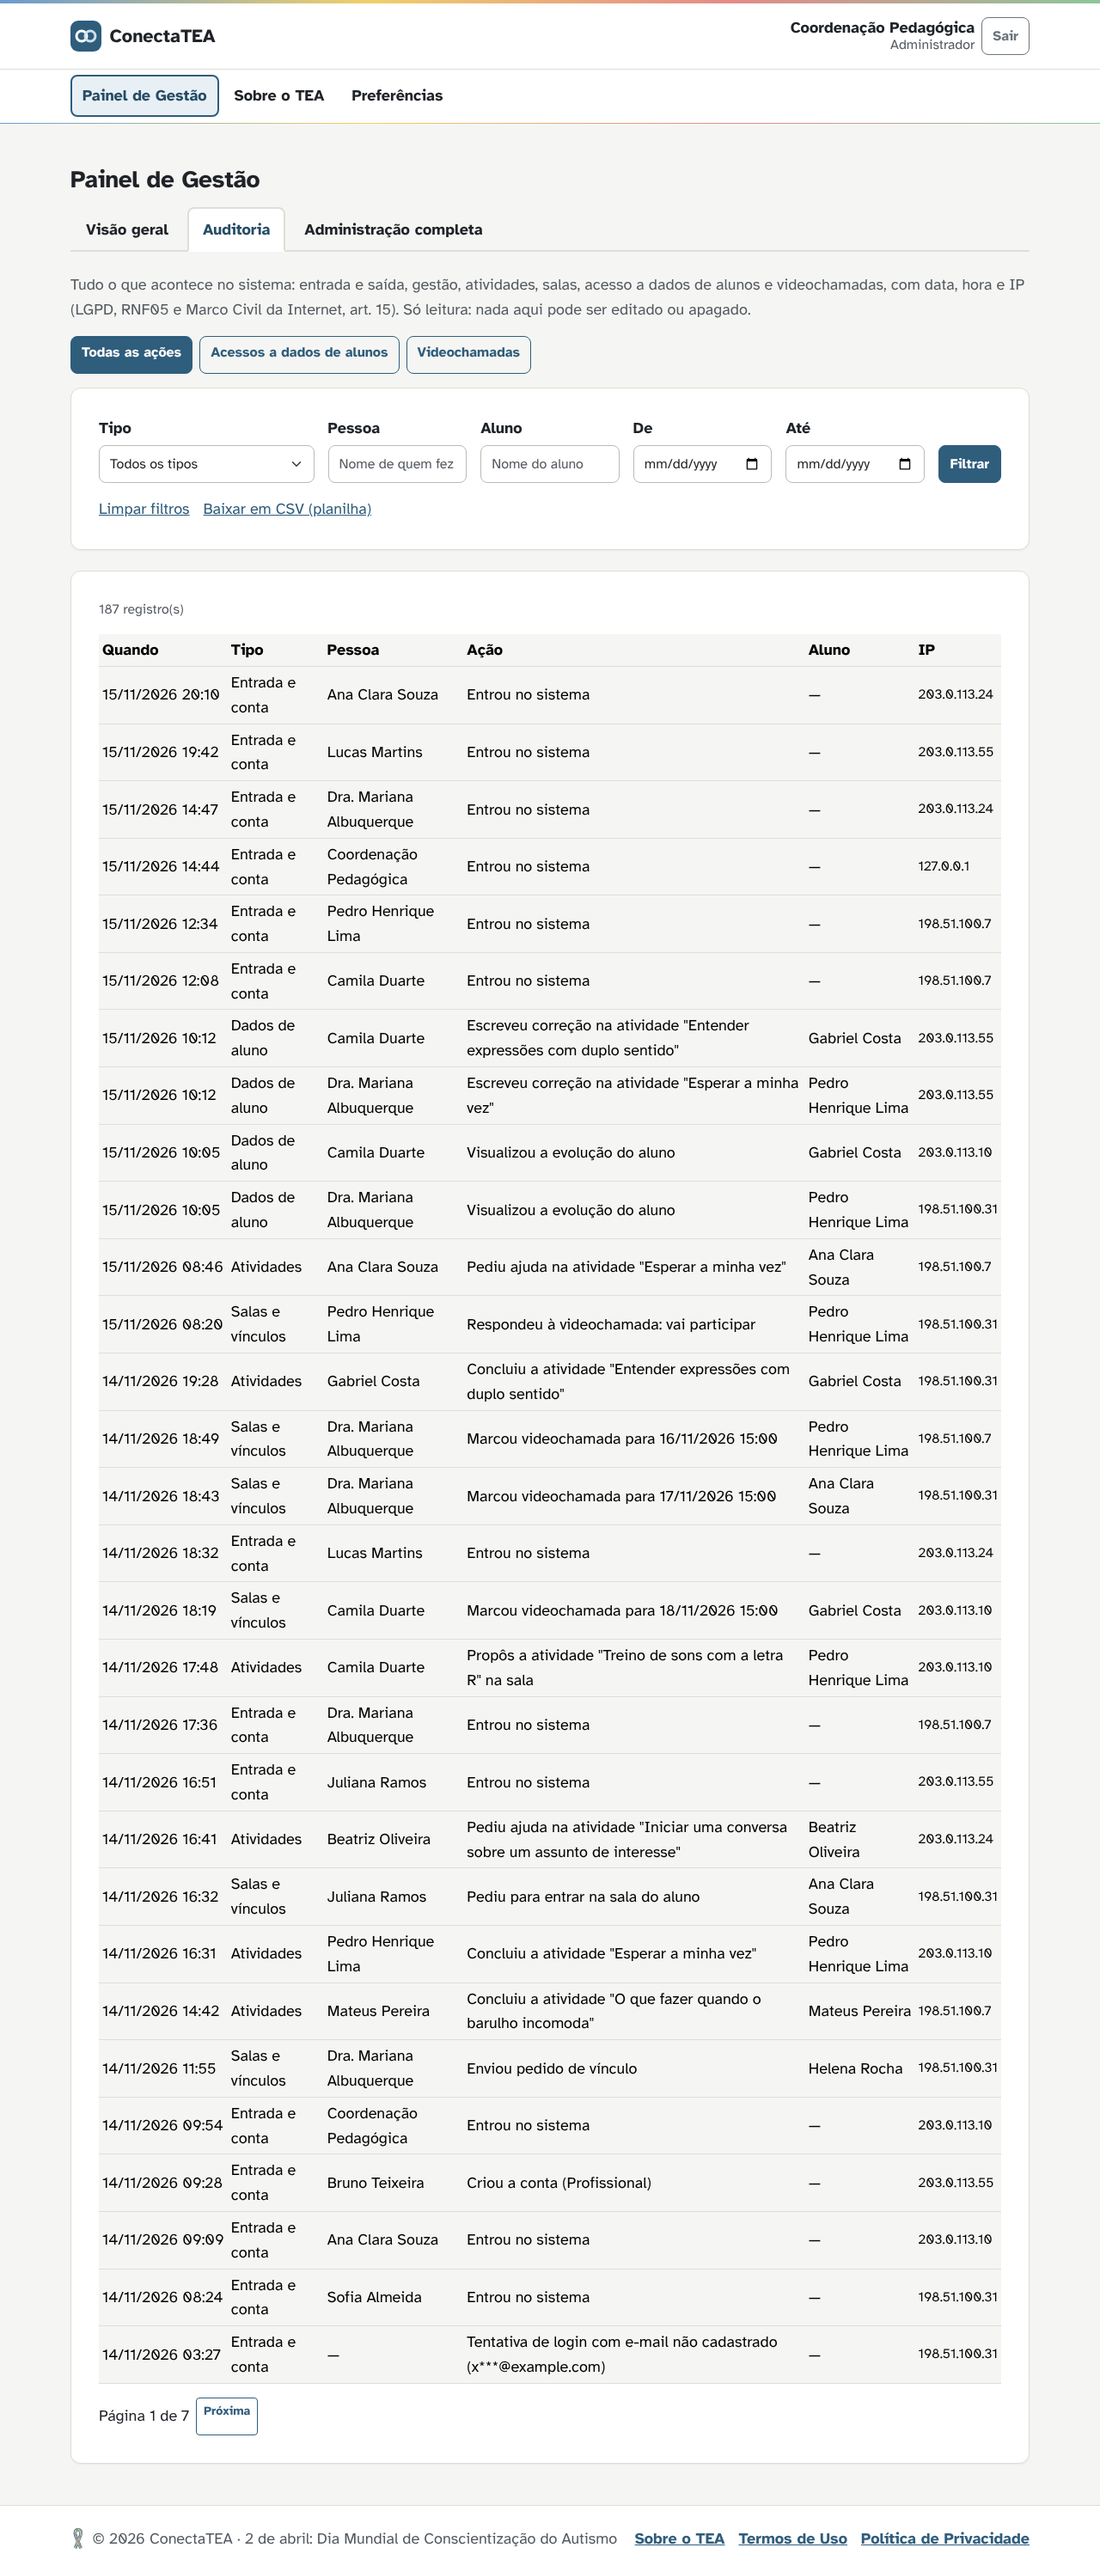 ConectaTEA
Coordenação Pedagógica
Administrador
Sair
Painel de Gestão Sobre o TEA Preferências
Painel de Gestão
Visão geral Auditoria Administração completa
Tudo o que acontece no sistema: entrada e saída, gestão, atividades, salas, acesso a dados de alunos e videochamadas, com data, hora e IP
(LGPD, RNF05 e Marco Civil da Internet, art. 15). Só leitura: nada aqui pode ser editado ou apagado.
Todas as ações Acessos a dados de alunos Videochamadas
Tipo Pessoa Aluno De Até
Todos os tipos Nome de quem fez Nome do aluno mm/dd/yyyy mm/dd/yyyy Filtrar
Limpar filtros Baixar em CSV (planilha)
187 registro(s)
Quando Tipo Pessoa Ação Aluno IP
15/11/2026 20:10 Entrada e conta Ana Clara Souza Entrou no sistema — 203.0.113.24
15/11/2026 19:42 Entrada e conta Lucas Martins Entrou no sistema — 203.0.113.55
15/11/2026 14:47 Entrada e conta Dra. Mariana Albuquerque Entrou no sistema — 203.0.113.24
15/11/2026 14:44 Entrada e conta Coordenação Pedagógica Entrou no sistema — 127.0.0.1
15/11/2026 12:34 Entrada e conta Pedro Henrique Lima Entrou no sistema — 198.51.100.7
15/11/2026 12:08 Entrada e conta Camila Duarte Entrou no sistema — 198.51.100.7
15/11/2026 10:12 Dados de aluno Camila Duarte Escreveu correção na atividade "Entender expressões com duplo sentido" Gabriel Costa 203.0.113.55
15/11/2026 10:12 Dados de aluno Dra. Mariana Albuquerque Escreveu correção na atividade "Esperar a minha vez" Pedro Henrique Lima 203.0.113.55
15/11/2026 10:05 Dados de aluno Camila Duarte Visualizou a evolução do aluno Gabriel Costa 203.0.113.10
15/11/2026 10:05 Dados de aluno Dra. Mariana Albuquerque Visualizou a evolução do aluno Pedro Henrique Lima 198.51.100.31
15/11/2026 08:46 Atividades Ana Clara Souza Pediu ajuda na atividade "Esperar a minha vez" Ana Clara Souza 198.51.100.7
15/11/2026 08:20 Salas e vínculos Pedro Henrique Lima Respondeu à videochamada: vai participar Pedro Henrique Lima 198.51.100.31
14/11/2026 19:28 Atividades Gabriel Costa Concluiu a atividade "Entender expressões com duplo sentido" Gabriel Costa 198.51.100.31
14/11/2026 18:49 Salas e vínculos Dra. Mariana Albuquerque Marcou videochamada para 16/11/2026 15:00 Pedro Henrique Lima 198.51.100.7
14/11/2026 18:43 Salas e vínculos Dra. Mariana Albuquerque Marcou videochamada para 17/11/2026 15:00 Ana Clara Souza 198.51.100.31
14/11/2026 18:32 Entrada e conta Lucas Martins Entrou no sistema — 203.0.113.24
14/11/2026 18:19 Salas e vínculos Camila Duarte Marcou videochamada para 18/11/2026 15:00 Gabriel Costa 203.0.113.10
14/11/2026 17:48 Atividades Camila Duarte Propôs a atividade "Treino de sons com a letra R" na sala Pedro Henrique Lima 203.0.113.10
14/11/2026 17:36 Entrada e conta Dra. Mariana Albuquerque Entrou no sistema — 198.51.100.7
14/11/2026 16:51 Entrada e conta Juliana Ramos Entrou no sistema — 203.0.113.55
14/11/2026 16:41 Atividades Beatriz Oliveira Pediu ajuda na atividade "Iniciar uma conversa sobre um assunto de interesse" Beatriz Oliveira 203.0.113.24
14/11/2026 16:32 Salas e vínculos Juliana Ramos Pediu para entrar na sala do aluno Ana Clara Souza 198.51.100.31
14/11/2026 16:31 Atividades Pedro Henrique Lima Concluiu a atividade "Esperar a minha vez" Pedro Henrique Lima 203.0.113.10
14/11/2026 14:42 Atividades Mateus Pereira Concluiu a atividade "O que fazer quando o barulho incomoda" Mateus Pereira 198.51.100.7
14/11/2026 11:55 Salas e vínculos Dra. Mariana Albuquerque Enviou pedido de vínculo Helena Rocha 198.51.100.31
14/11/2026 09:54 Entrada e conta Coordenação Pedagógica Entrou no sistema — 203.0.113.10
14/11/2026 09:28 Entrada e conta Bruno Teixeira Criou a conta (Profissional) — 203.0.113.55
14/11/2026 09:09 Entrada e conta Ana Clara Souza Entrou no sistema — 203.0.113.10
14/11/2026 08:24 Entrada e conta Sofia Almeida Entrou no sistema — 198.51.100.31
14/11/2026 03:27 Entrada e conta — Tentativa de login com e-mail não cadastrado (x***@example.com) — 198.51.100.31
Página 1 de 7 Próxima
© 2026 ConectaTEA · 2 de abril: Dia Mundial de Conscientização do Autismo Sobre o TEA Termos de Uso Política de Privacidade